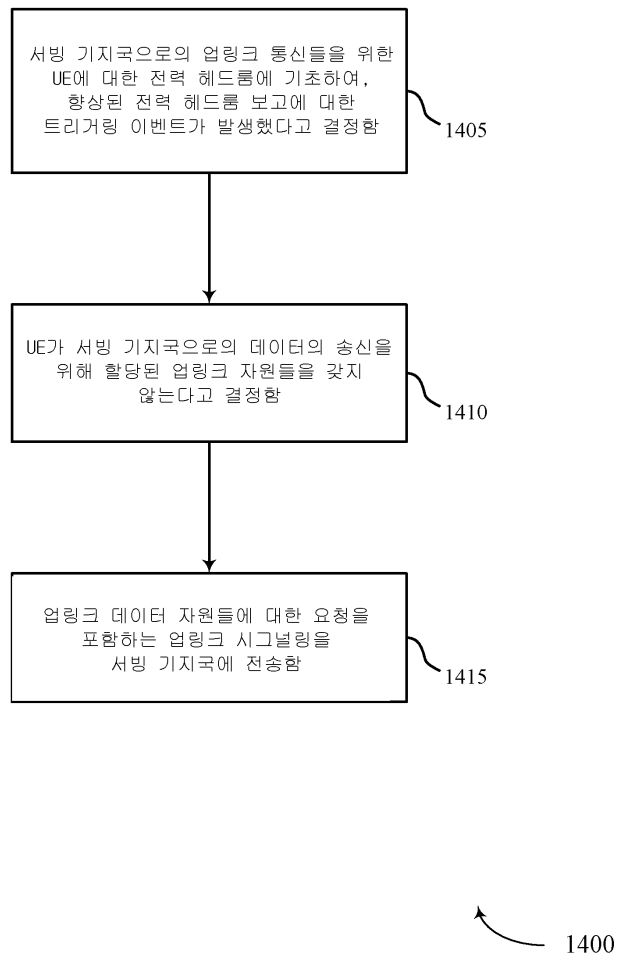 서빙 기지국으로의 업링크 통신들을 위한
UE에 대한 전력 헤드룸에 기초하여,
향상된 전력 헤드룸 보고에 대한
트리거링 이벤트가 발생했다고 결정함
1405
UE가 서빙 기지국으로의 데이터의 송신을
위해 할당된 업링크 자원들을 갖지
않는다고 결정함
1410
업링크 데이터 자원들에 대한 요청을
포함하는 업링크 시그널링을
서빙 기지국에 전송함
1415
1400